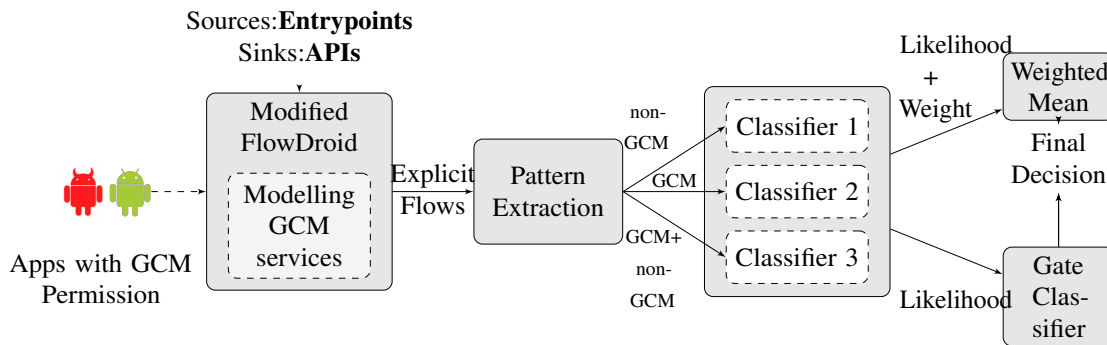 Sources:Entrypoints
Sinks:APIs
Modified
FlowDroid
Modelling
GCM
services
Apps with GCM
Permission
Explicit
Flows
Pattern
Extraction
non-
GCM
GCM
GCM+
non-
GCM
Classifier 1
Classifier 2
Classifier 3
Likelihood
+
Weight
Weighted
Mean
Final
Decision
Likelihood
Gate
Clas-
sifier